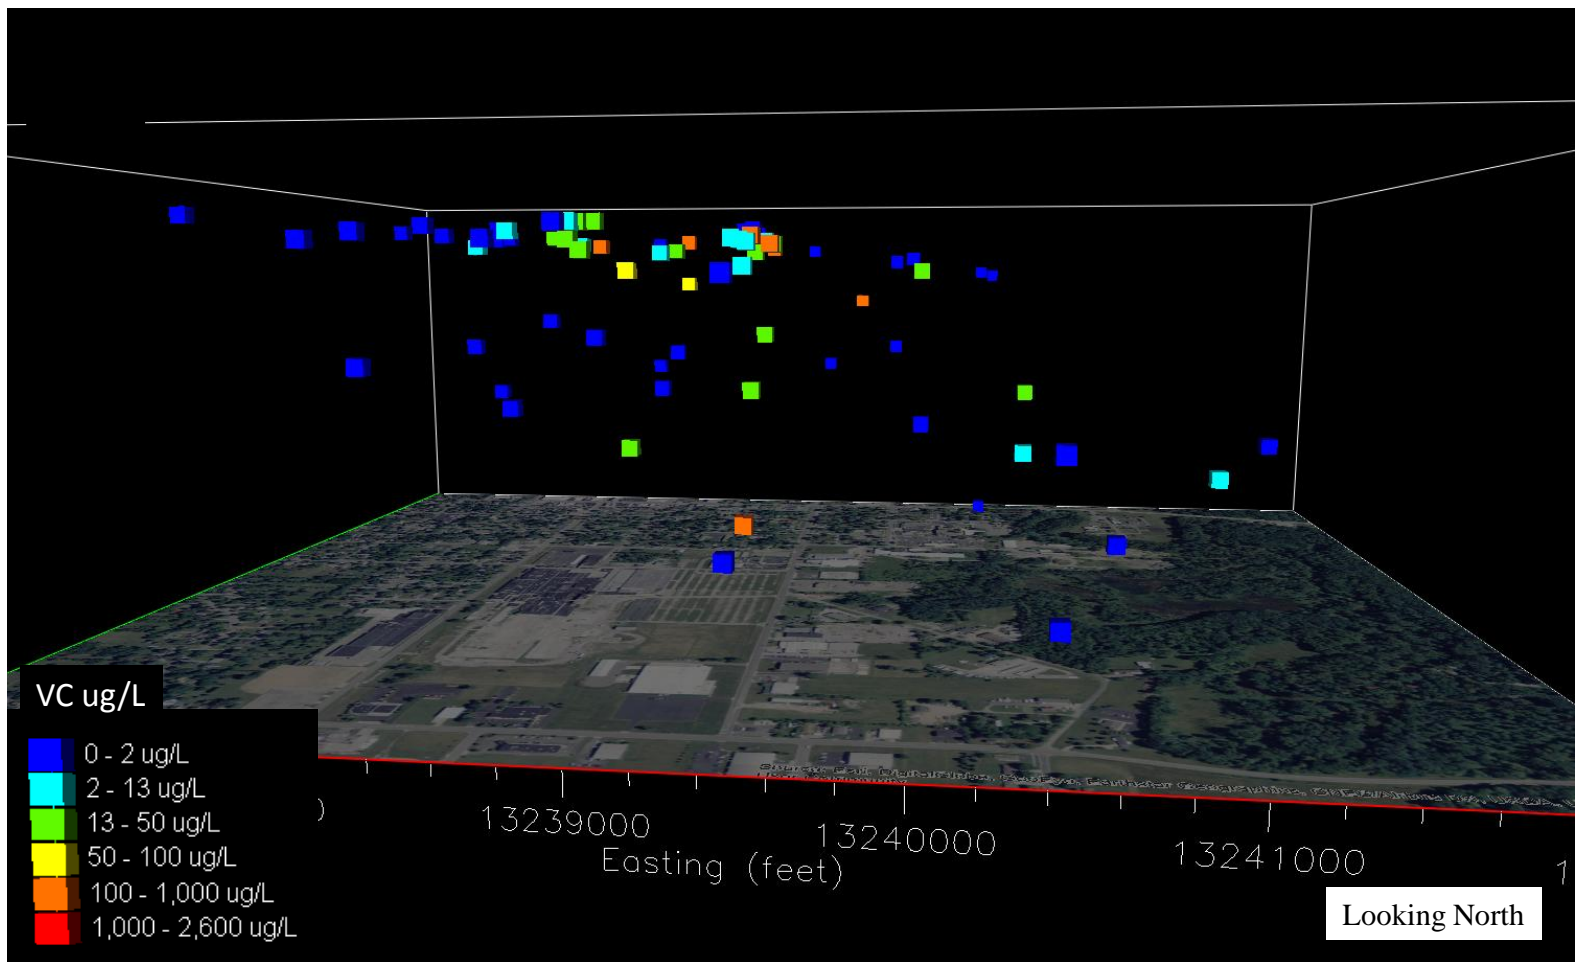 VC ug/L
0 - 2 ug/L
2 - 13 ug/L
13 - 50 ug/L
50 - 100 ug/L
100 - 1,000 ug/L
1,000 - 2,600 ug/L
13239000
13240000
13241000
Easting (feet)
Looking North